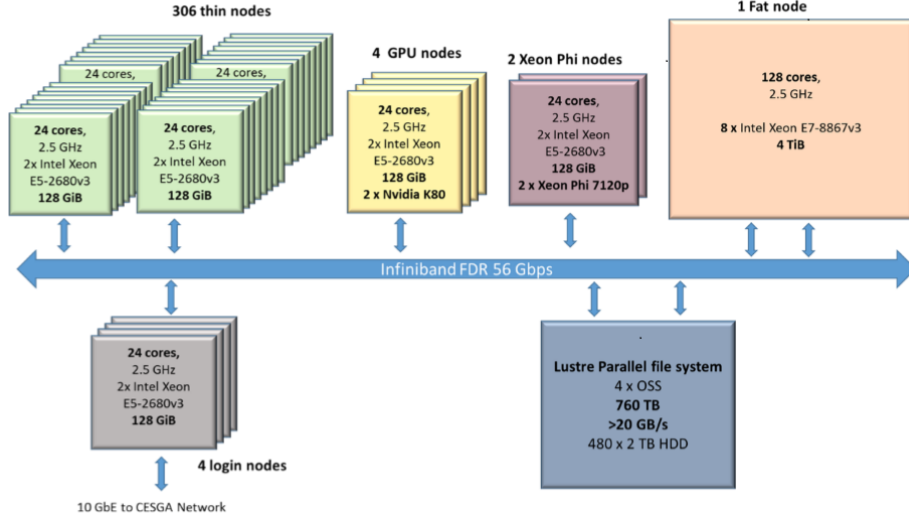 306 thin nodes
24 cores,
24 cores,
24 cores,
2.5 GHz
2x Intel Xeon
E5-2680v3
128 GiB
24 cores,
2.5 GHz
2x Intel Xeon
E5-2680v3
128 GiB
4 GPU nodes
24 cores,
2.5 GHz
2x Intel Xeon
E5-2680v3
128 GiB
2 x Nvidia K80
2 Xeon Phi nodes
24 cores,
2.5 GHz
2x Intel Xeon
E5-2680v3
128 GiB
2 x Xeon Phi 7120p
1 Fat node
128 cores,
2.5 GHz
8 x Intel Xeon E7-8867v3
4 TiB
Infiniband FDR 56 Gbps
24 cores,
2.5 GHz
2x Intel Xeon
E5-2680v3
128 GiB
4 login nodes
10 GbE to CESGA Network
Lustre Parallel file system
4 x OSS
760 TB
>20 GB/s
480 x 2 TB HDD